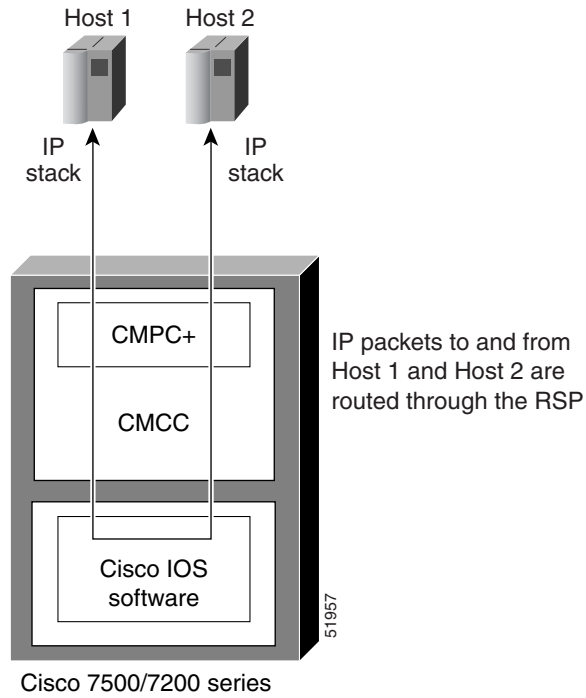 Host 1
Host 2
IP
stack
IP
stack
CMPC+
CMCC
IP packets to and from
Host 1 and Host 2 are
routed through the RSP
Cisco IOS
software
51957
Cisco 7500/7200 series